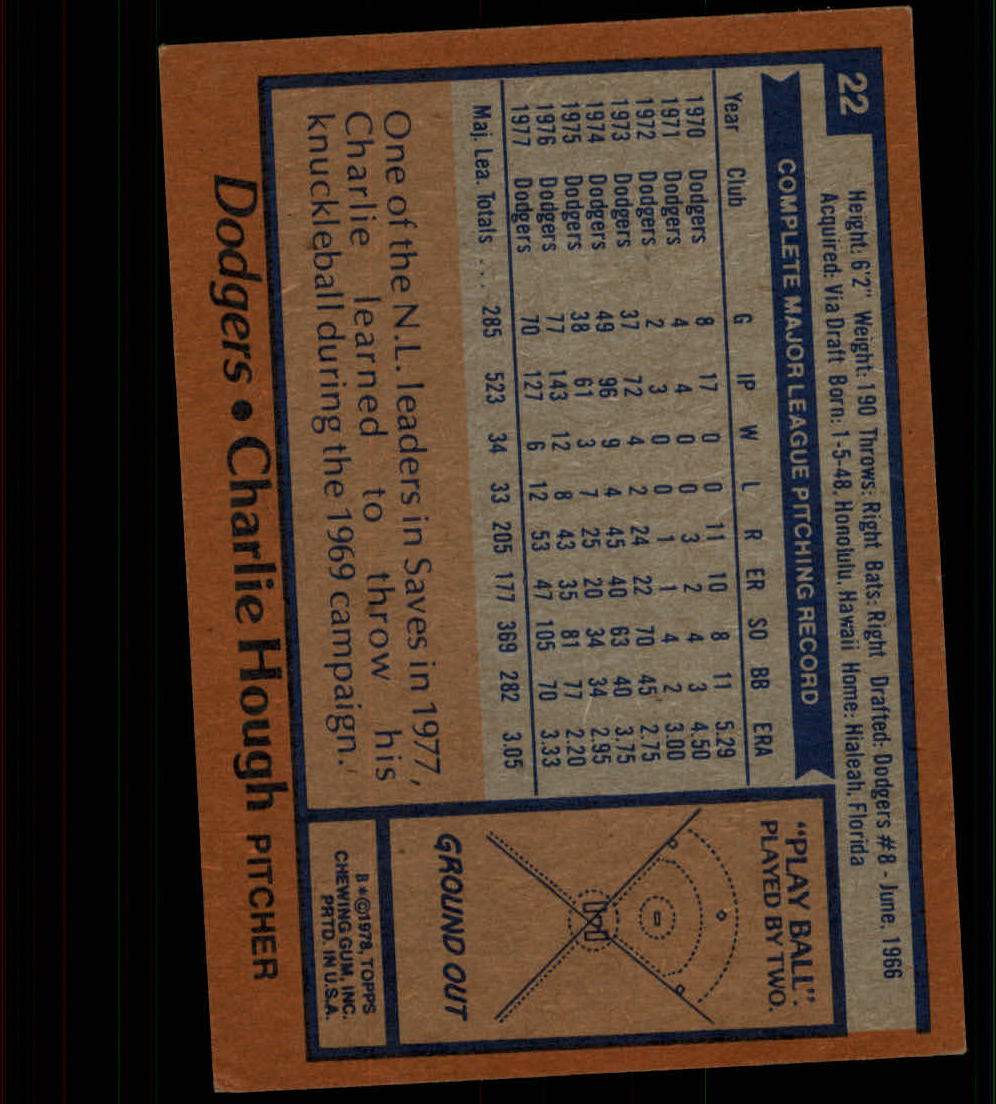 22
Height: 6'2" Weight: 190 Throws: Right Bats: Right Drafted: Dodgers #8 - June, 1966
Acquired: Via Draft Born: 1-5-48, Honolulu, Hawaii Home: Hialeah, Florida
COMPLETE MAJOR LEAGUE PITCHING RECORD
Year Club G IP W L R ER SO BB ERA
1970 Dodgers 8 17 0 0 11 10 8 11 5.29
1971 Dodgers 4 4 0 0 3 2 4 3 4.50
1972 Dodgers 2 3 0 0 1 1 4 2 3.00
1973 Dodgers 37 72 4 2 24 22 70 45 2.75
1974 Dodgers 49 96 9 4 45 40 63 40 3.75
1975 Dodgers 38 61 3 7 25 20 34 34 2.95
1976 Dodgers 77 143 12 8 43 35 81 77 2.20
1977 Dodgers 70 127 6 12 53 47 105 70 3.33
Maj. Lea. Totals . . . 285 523 34 33 205 177 369 282 3.05
One of the N.L. leaders in Saves in 1977,
Charlie learned to throw his
knuckleball during the 1969 campaign.
"PLAY BALL":
PLAYED BY TWO.
GROUND OUT
B*©1978, TOPPS
CHEWING GUM, INC.
PRTD. IN U.S.A.
Dodgers • Charlie Hough PITCHER